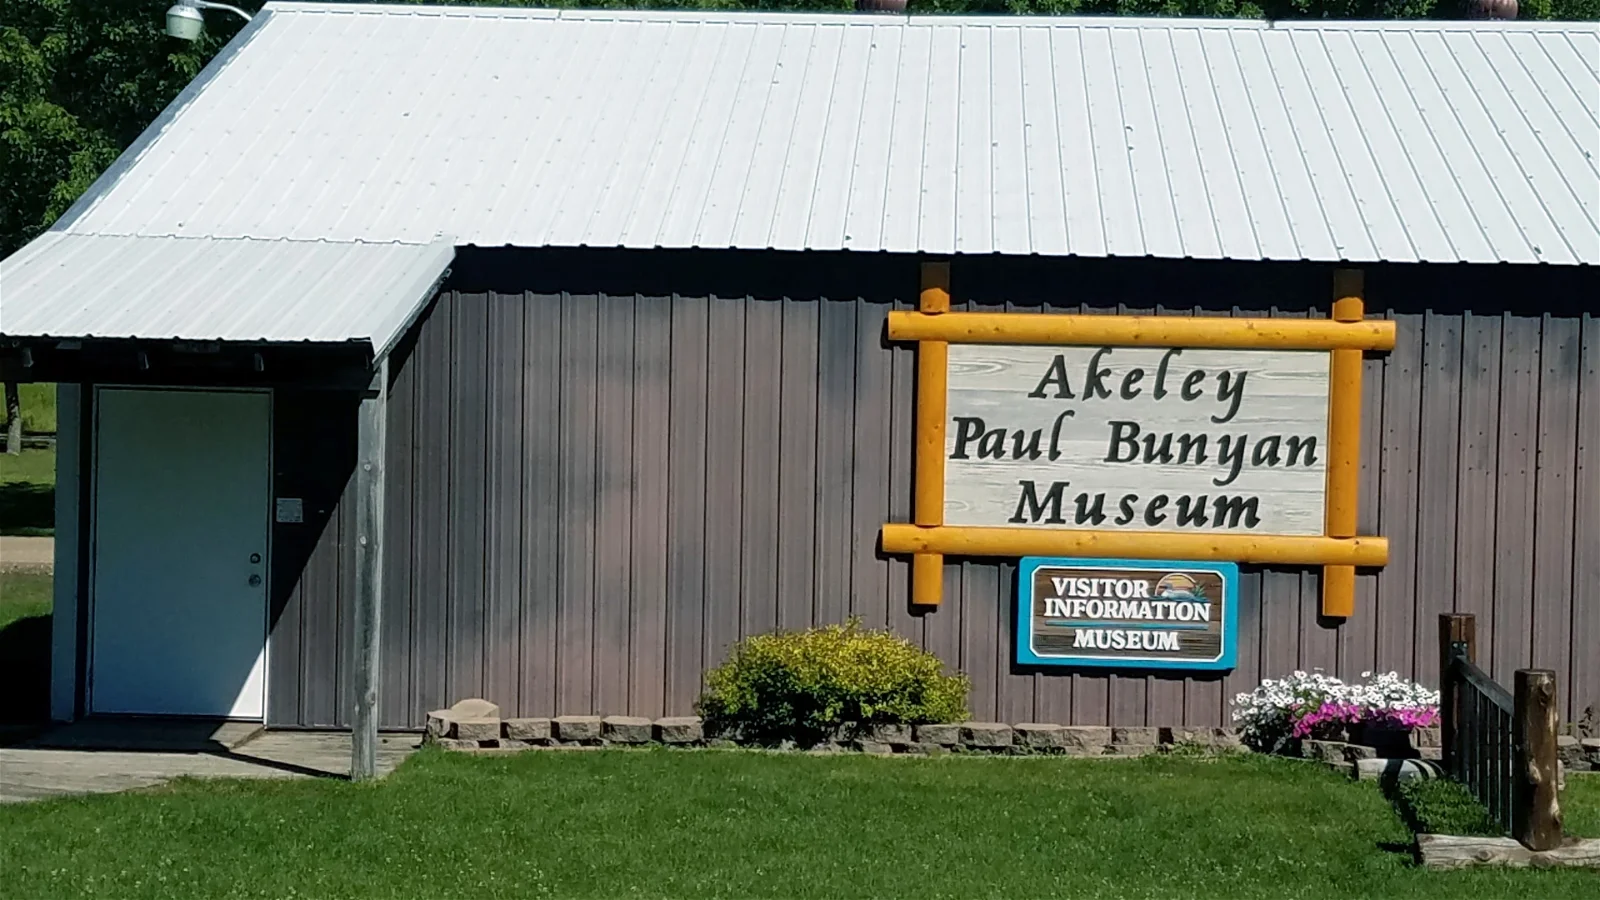 Akeley
Paul Bunyan
Museum
VISITOR
INFORMATION
MUSEUM